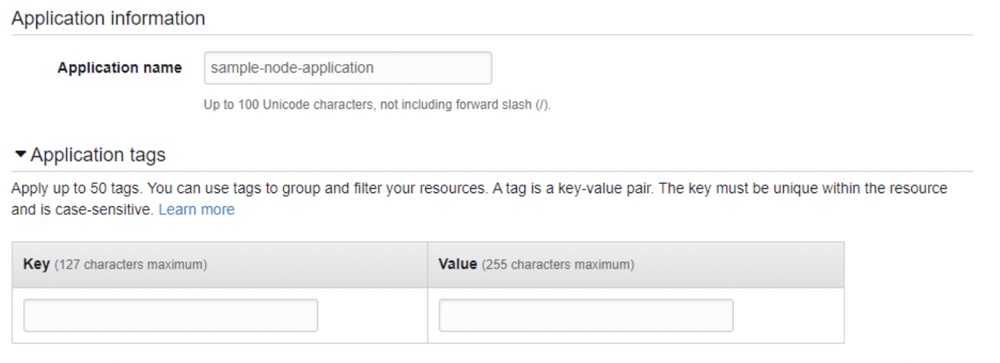 Application information
Application name
sample-node-application
Up to 100 Unicode characters, not including forward slash (/).
Application tags
Apply up to 50 tags. You can use tags to group and filter your resources. A tag is a key-value pair. The key must be unique within the resource
and is case-sensitive. Learn more
Key (127 characters maximum)
Value (255 characters maximum)